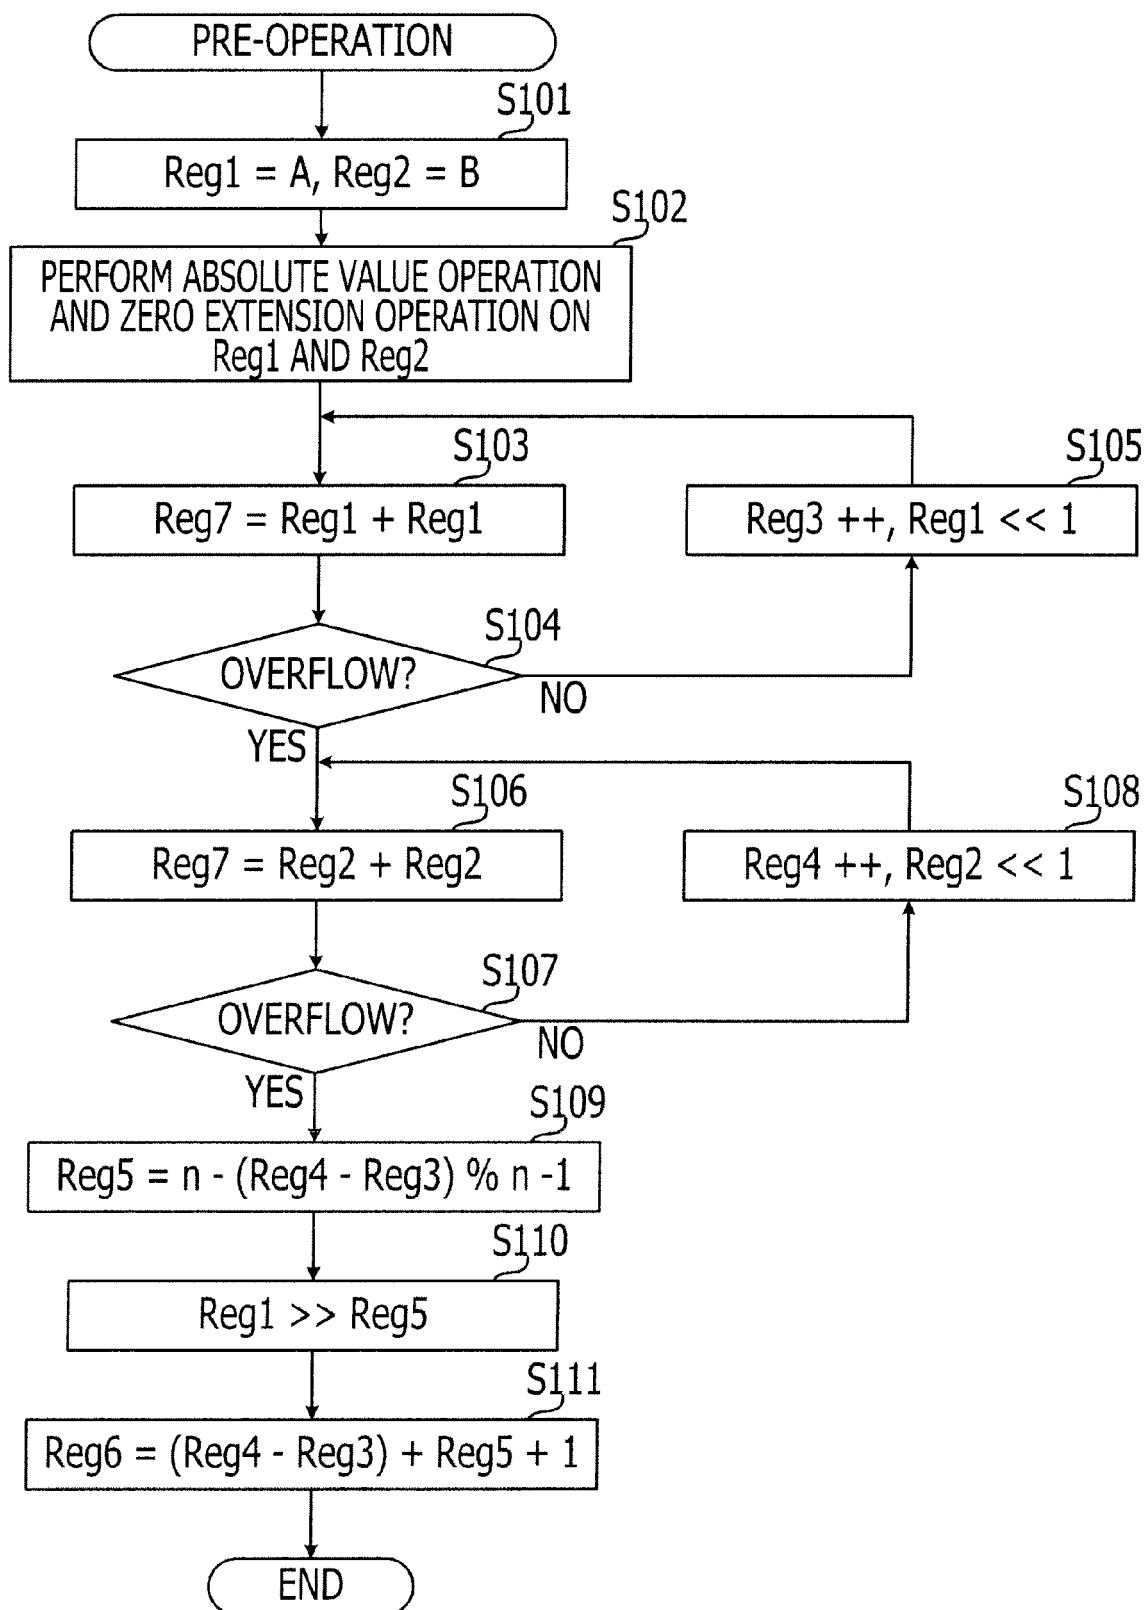 PRE-OPERATION
S101
Reg1 = A, Reg2 = B
S102
PERFORM ABSOLUTE VALUE OPERATION
AND ZERO EXTENSION OPERATION ON
Reg1 AND Reg2
S103
Reg7 = Reg1 + Reg1
S105
Reg3 ++, Reg1 << 1
S104
OVERFLOW?
NO
YES
S106
Reg7 = Reg2 + Reg2
S108
Reg4 ++, Reg2 << 1
S107
OVERFLOW?
NO
YES
S109
Reg5 = n - (Reg4 - Reg3) % n -1
S110
Reg1 >> Reg5
S111
Reg6 = (Reg4 - Reg3) + Reg5 + 1
END